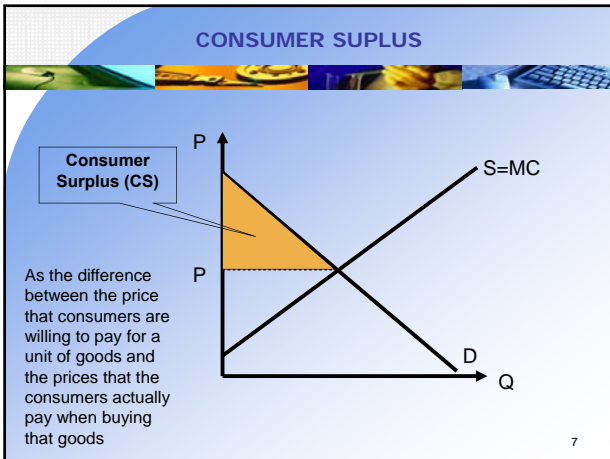 CONSUMER SUPLUS
P
Consumer
Surplus (CS)
S=MC
P
As the difference
between the price
that consumers are
willing to pay for a
unit of goods and
the prices that the
consumers actually
pay when buying
that goods
D
Q
7